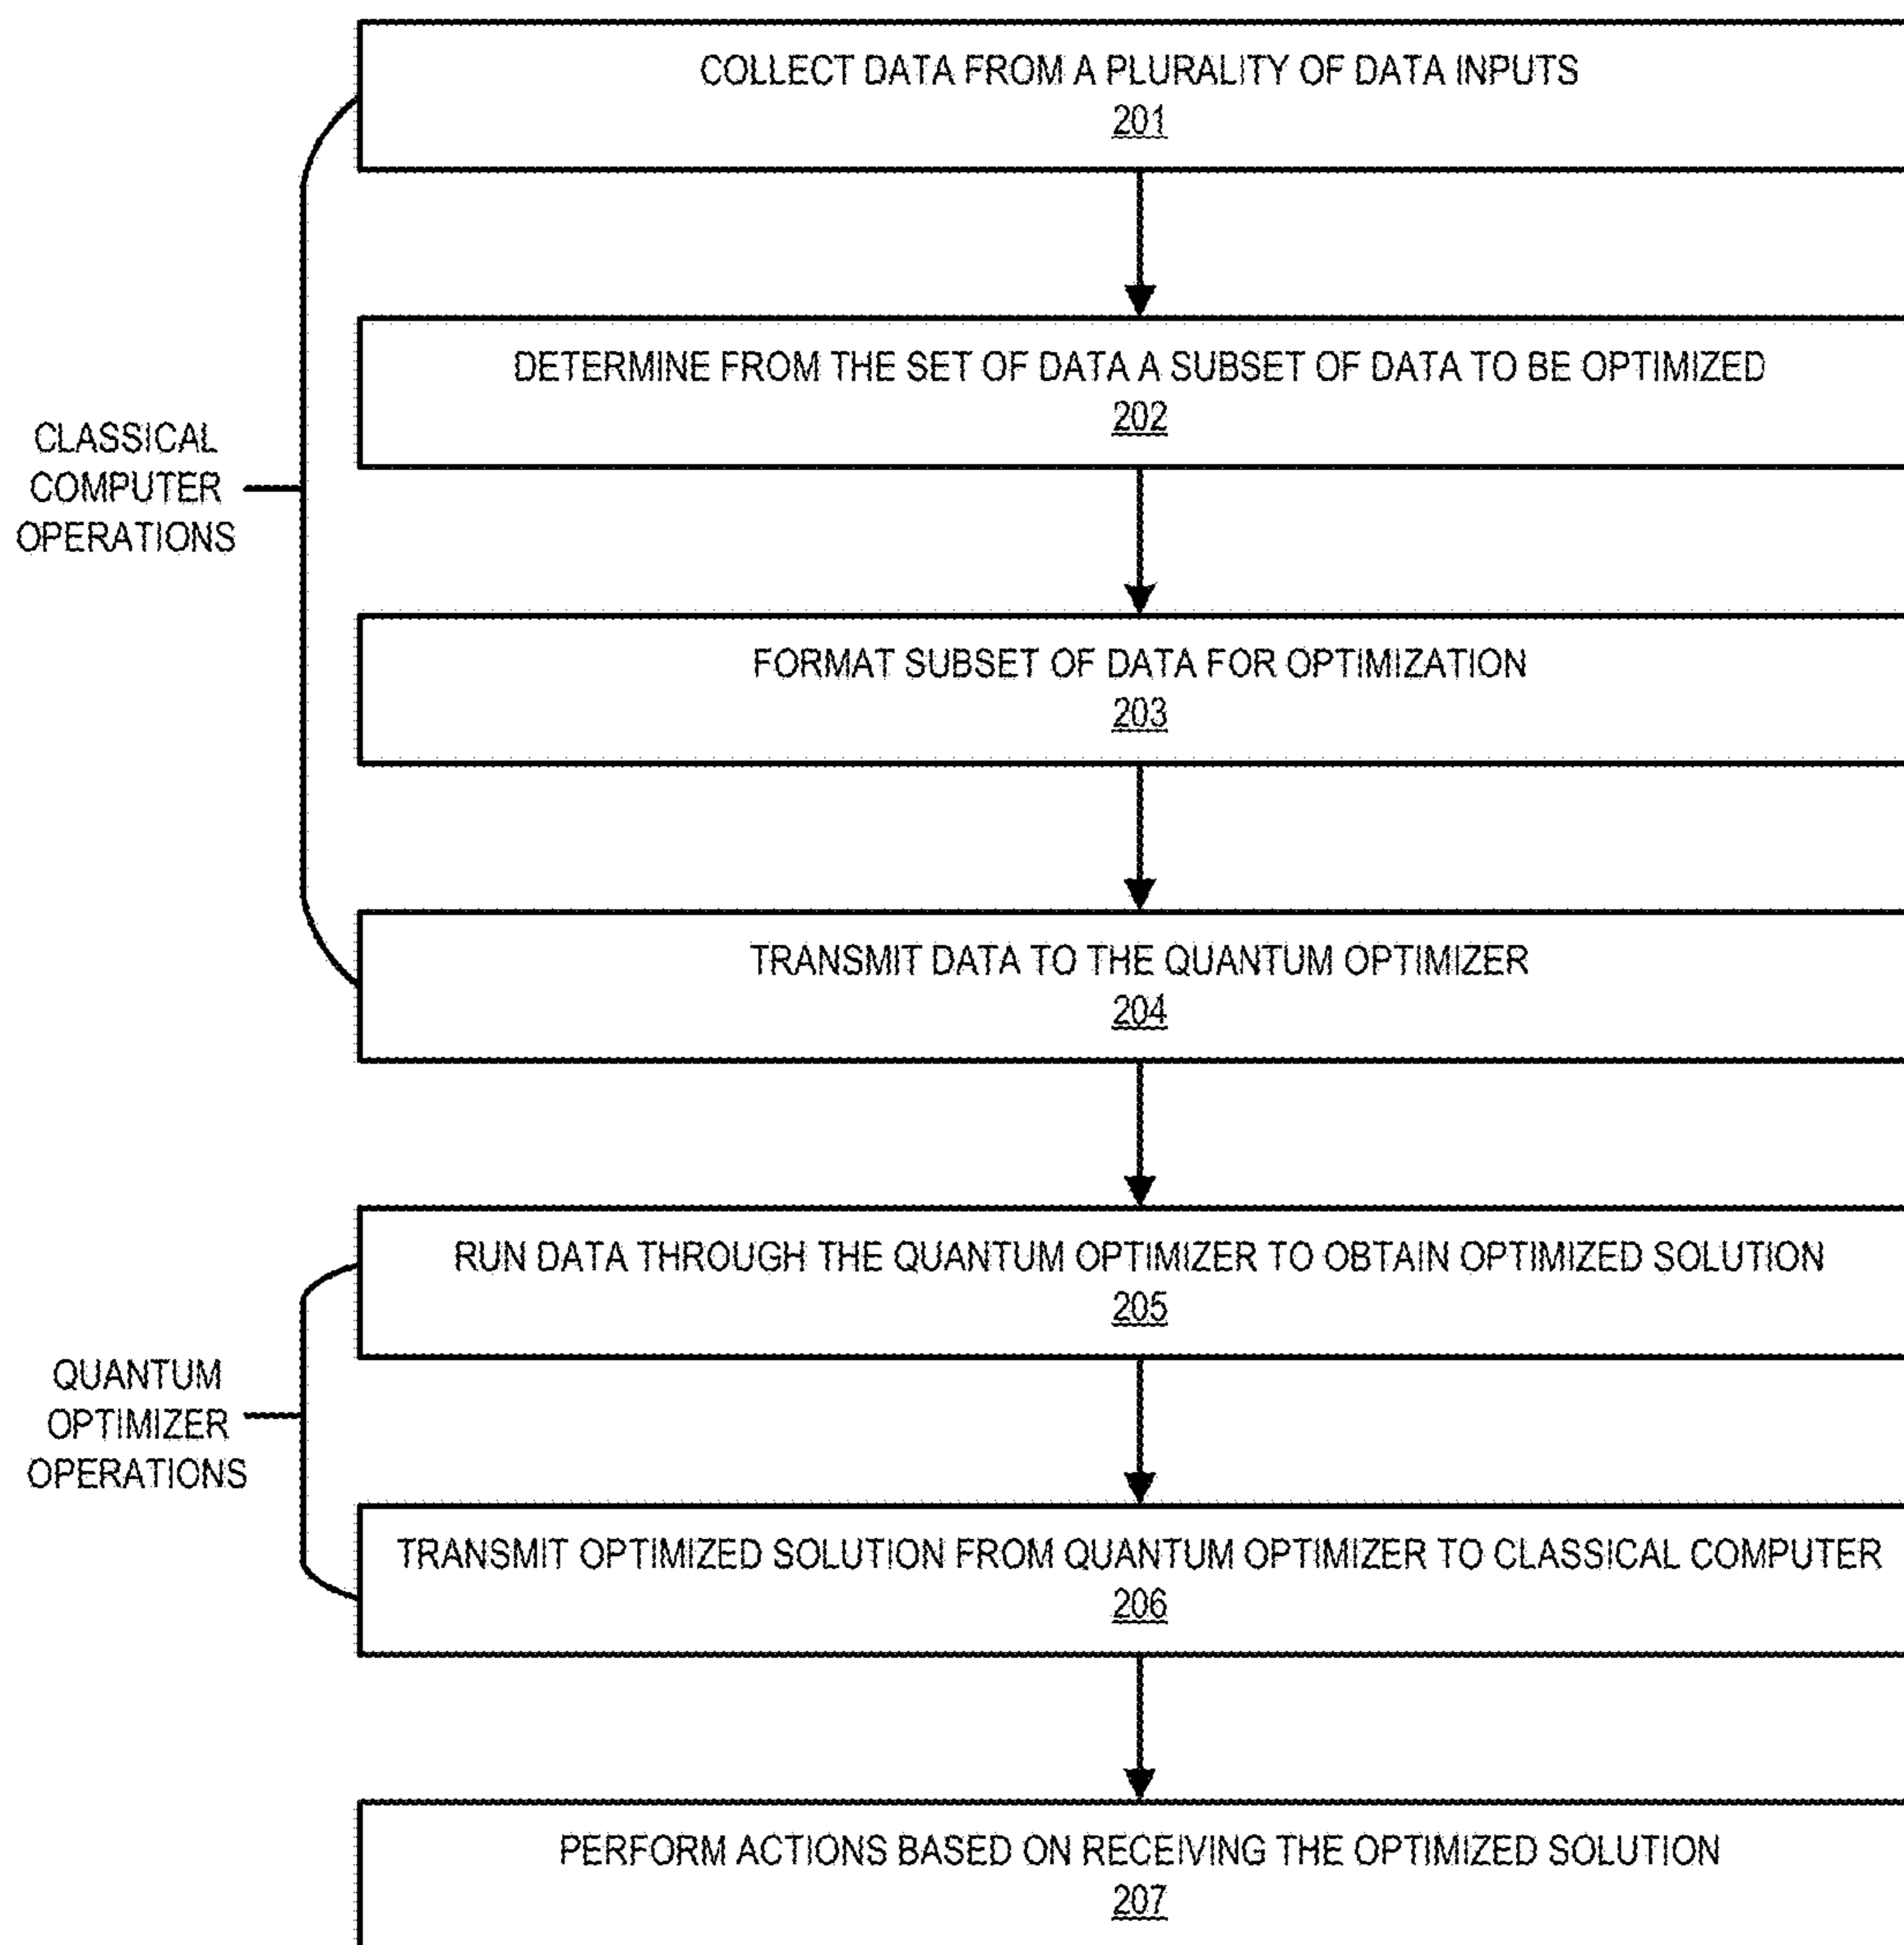 COLLECT DATA FROM A PLURALITY OF DATA INPUTS
201
DETERMINE FROM THE SET OF DATA A SUBSET OF DATA TO BE OPTIMIZED
202
CLASSICAL
COMPUTER
OPERATIONS
FORMAT SUBSET OF DATA FOR OPTIMIZATION
203
TRANSMIT DATA TO THE QUANTUM OPTIMIZER
204
RUN DATA THROUGH THE QUANTUM OPTIMIZER TO OBTAIN OPTIMIZED SOLUTION
205
QUANTUM
OPTIMIZER
OPERATIONS
TRANSMIT OPTIMIZED SOLUTION FROM QUANTUM OPTIMIZER TO CLASSICAL COMPUTER
206
PERFORM ACTIONS BASED ON RECEIVING THE OPTIMIZED SOLUTION
207